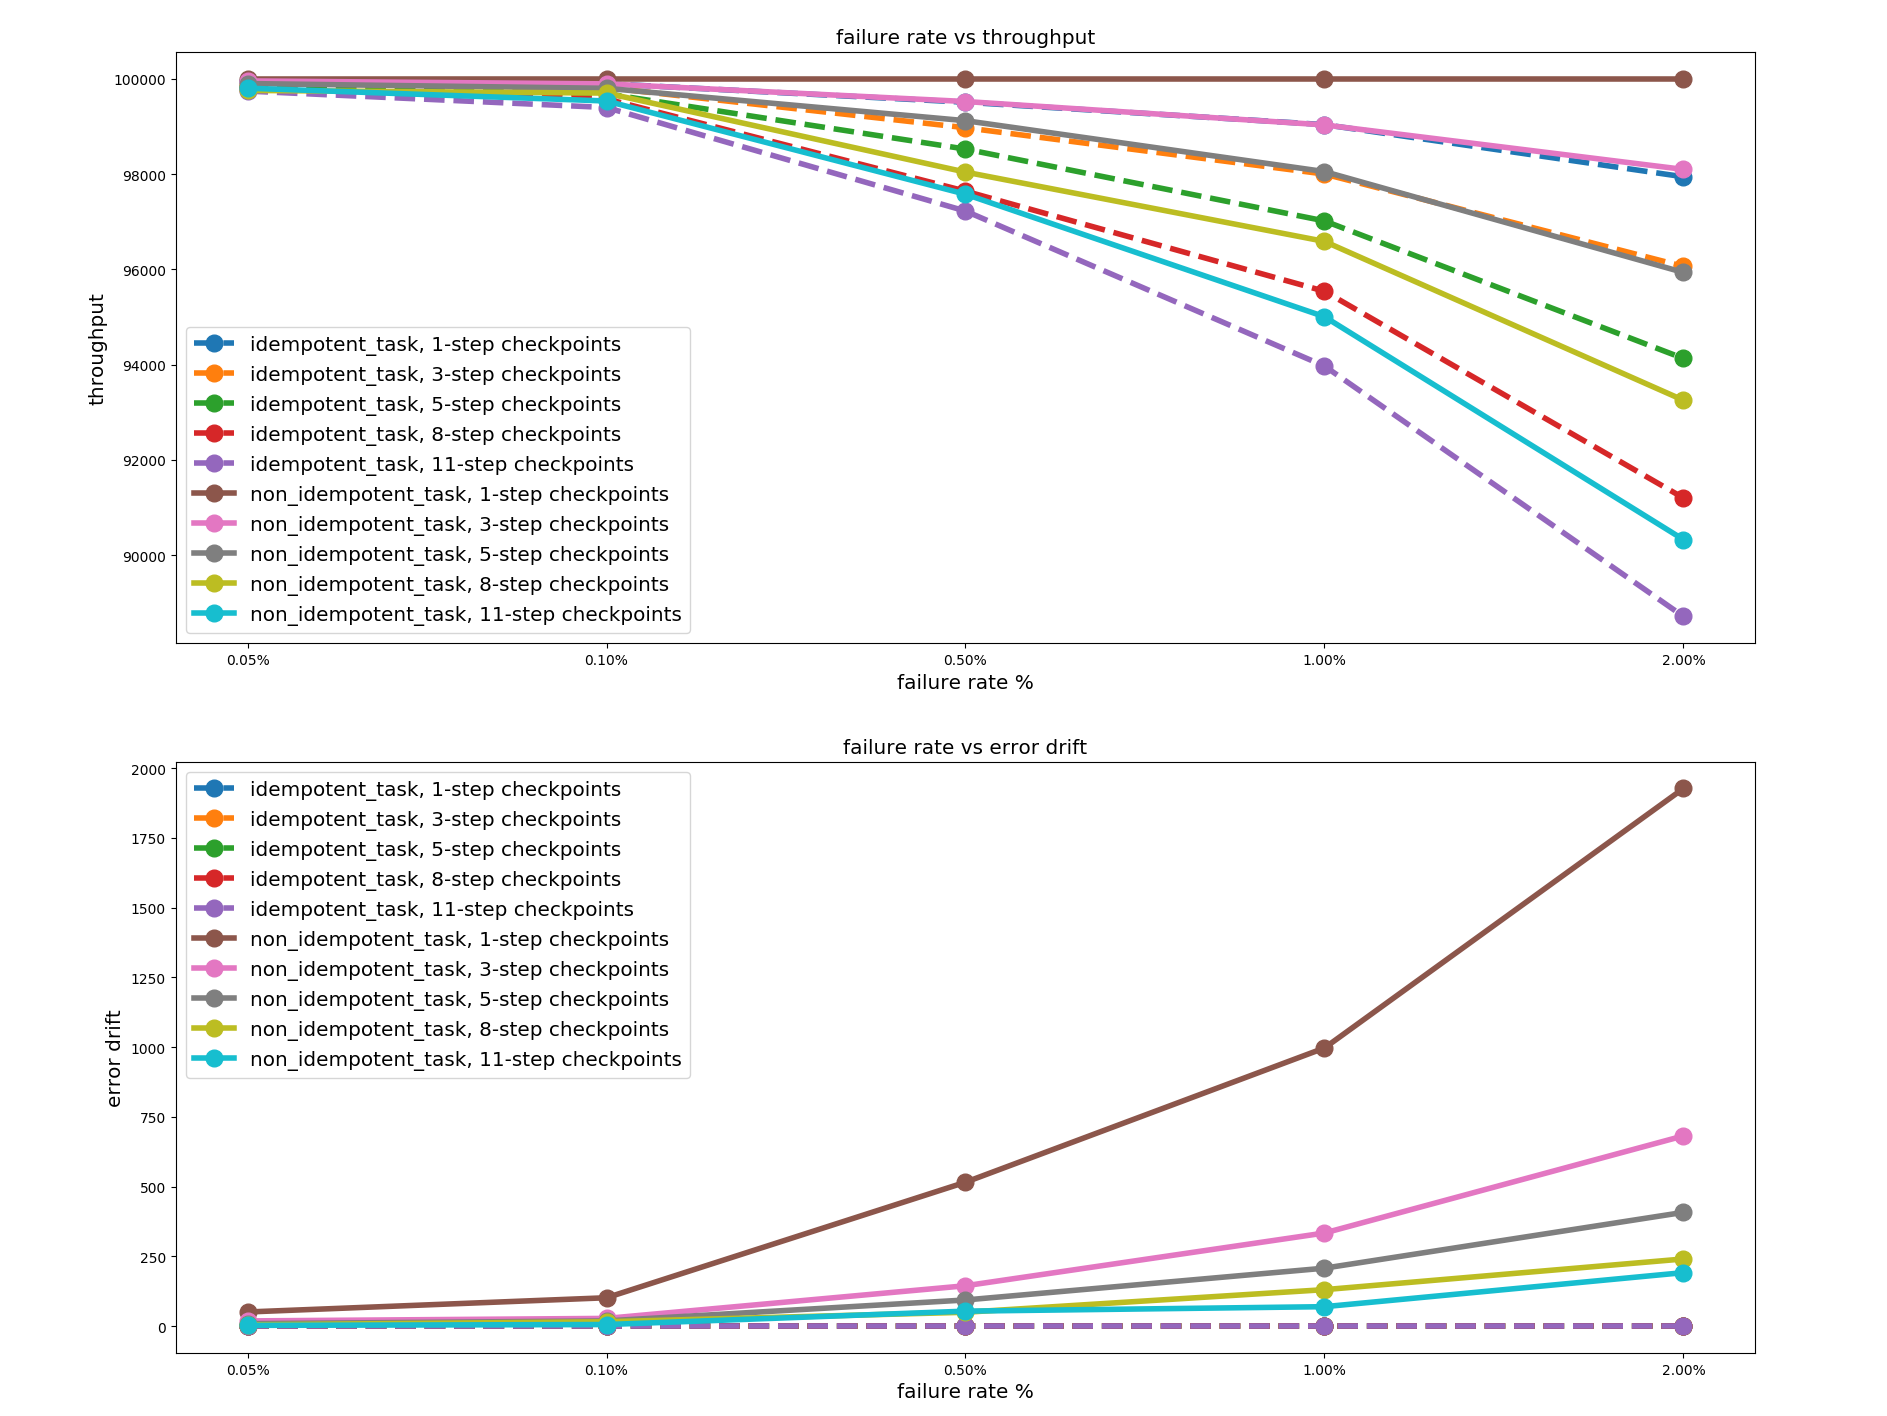 failure rate vs throughput
throughput
100000
98000
96000
94000
92000
90000
idempotent_task, 1-step checkpoints
idempotent_task, 3-step checkpoints
idempotent_task, 5-step checkpoints
idempotent_task, 8-step checkpoints
idempotent_task, 11-step checkpoints
non_idempotent_task, 1-step checkpoints
non_idempotent_task, 3-step checkpoints
non_idempotent_task, 5-step checkpoints
non_idempotent_task, 8-step checkpoints
non_idempotent_task, 11-step checkpoints
0.05% 0.10% 0.50% 1.00% 2.00%
failure rate %
failure rate vs error drift
error drift
2000
1750
1500
1250
1000
750
500
250
0
idempotent_task, 1-step checkpoints
idempotent_task, 3-step checkpoints
idempotent_task, 5-step checkpoints
idempotent_task, 8-step checkpoints
idempotent_task, 11-step checkpoints
non_idempotent_task, 1-step checkpoints
non_idempotent_task, 3-step checkpoints
non_idempotent_task, 5-step checkpoints
non_idempotent_task, 8-step checkpoints
non_idempotent_task, 11-step checkpoints
0.05% 0.10% 0.50% 1.00% 2.00%
failure rate %